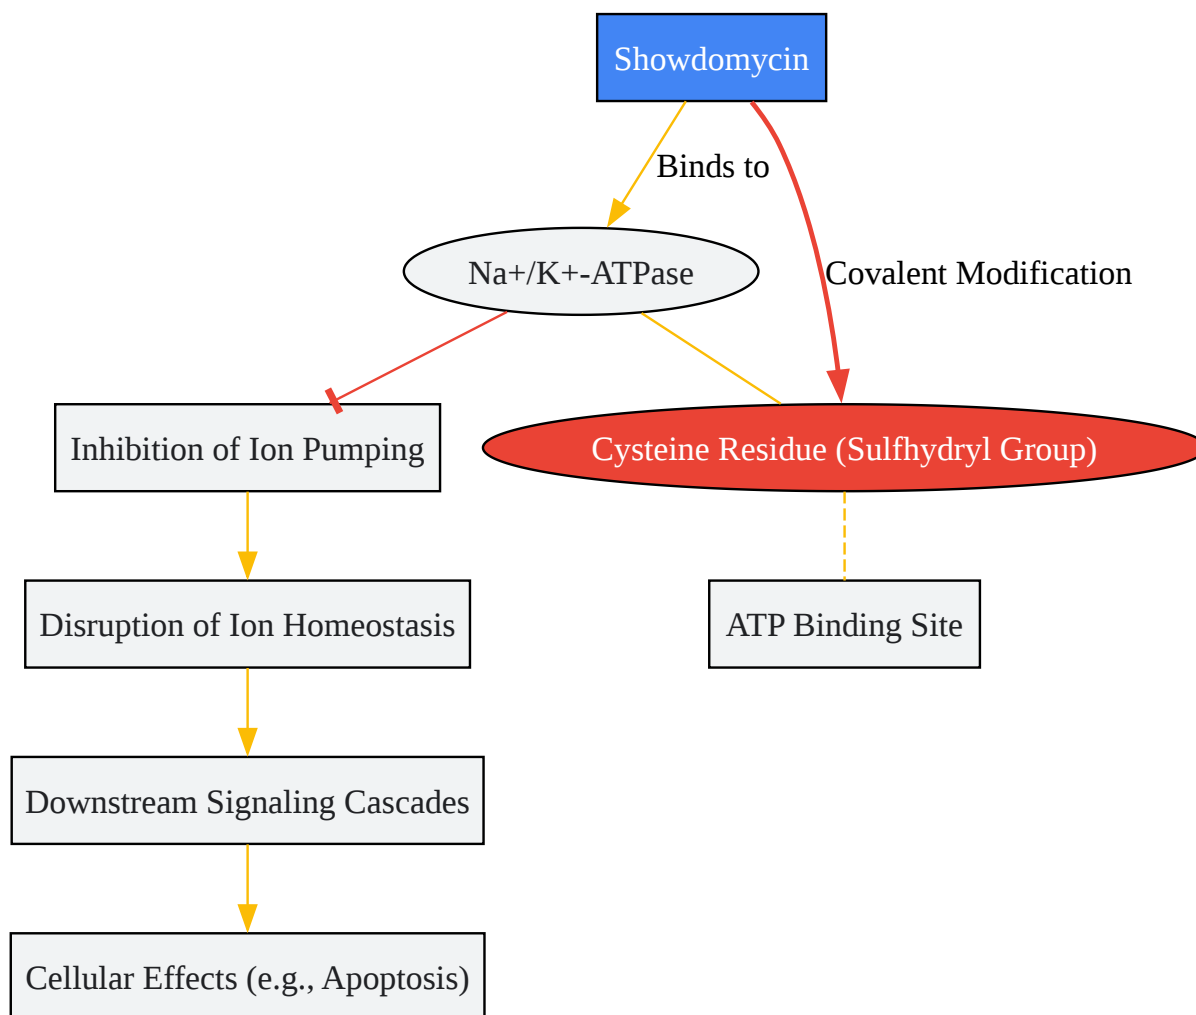 Showdomycin
Binds to
Na+/K+-ATPase
Covalent Modification
Inhibition of Ion Pumping
Cysteine Residue (Sulfhydryl Group)
Disruption of Ion Homeostasis
ATP Binding Site
Downstream Signaling Cascades
Cellular Effects (e.g., Apoptosis)